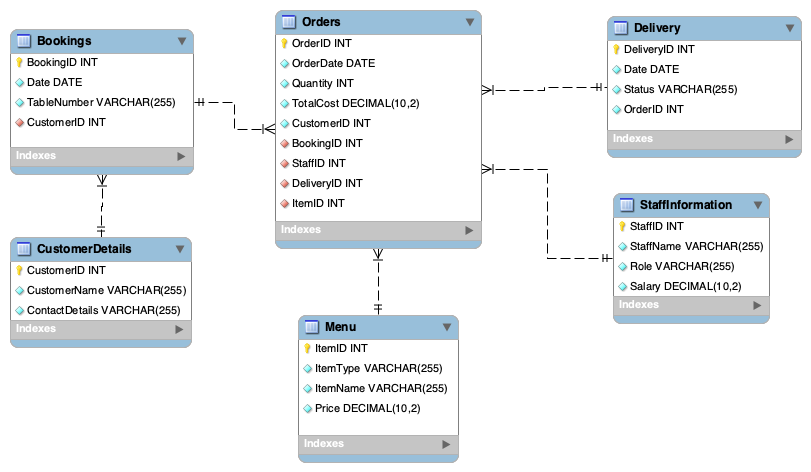 Bookings
BookingID INT
Date DATE
TableNumber VARCHAR(255)
CustomerID INT
Indexes
CustomerDetails
CustomerID INT
CustomerName VARCHAR(255)
ContactDetails VARCHAR(255)
Indexes
Orders
OrderID INT
OrderDate DATE
Quantity INT
TotalCost DECIMAL(10,2)
CustomerID INT
BookingID INT
StaffID INT
DeliveryID INT
ItemID INT
Indexes
Menu
ItemID INT
ItemType VARCHAR(255)
ItemName VARCHAR(255)
Price DECIMAL(10,2)
Indexes
Delivery
DeliveryID INT
Date DATE
Status VARCHAR(255)
OrderID INT
Indexes
StaffInformation
StaffID INT
StaffName VARCHAR(255)
Role VARCHAR(255)
Salary DECIMAL(10,2)
Indexes